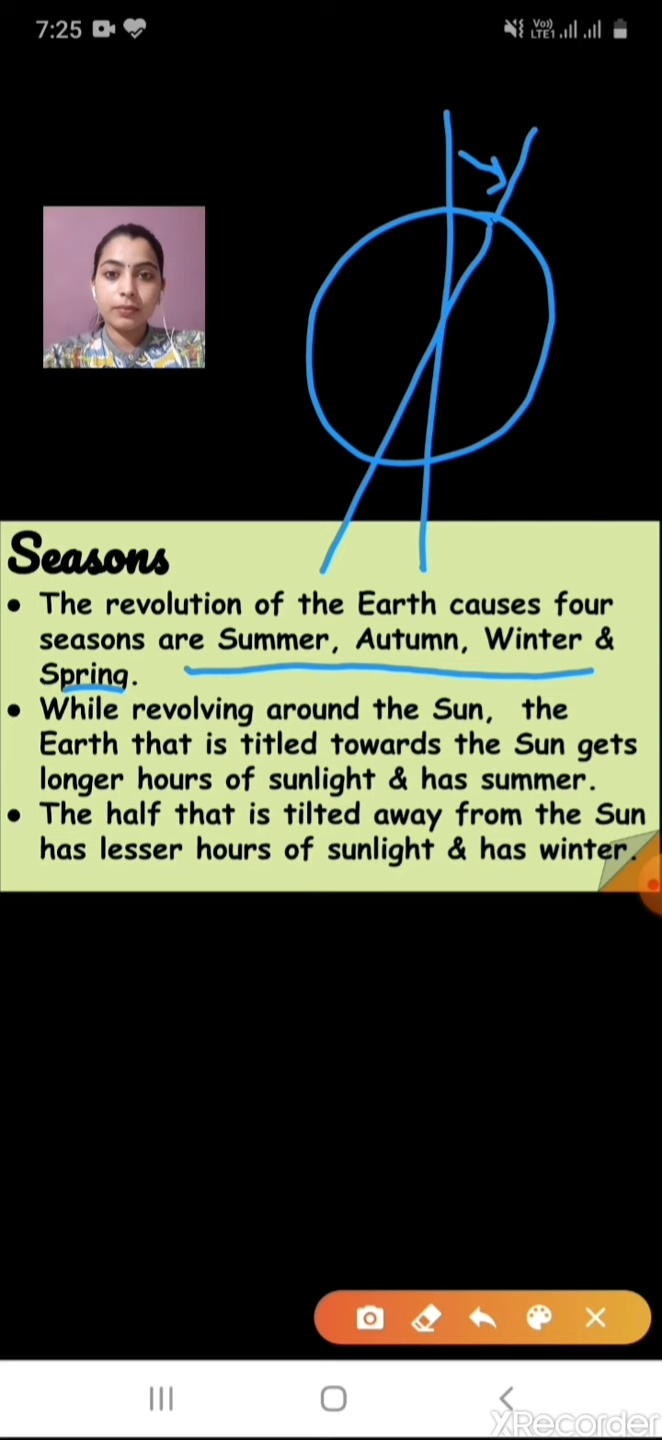 7:25
Vo))
LTE1
Seasons
• The revolution of the Earth causes four
seasons are Summer, Autumn, Winter &
Spring.
• While revolving around the Sun, the
Earth that is titled towards the Sun gets
longer hours of sunlight & has summer.
• The half that is tilted away from the Sun
has lesser hours of sunlight & has winter.
XRecorder